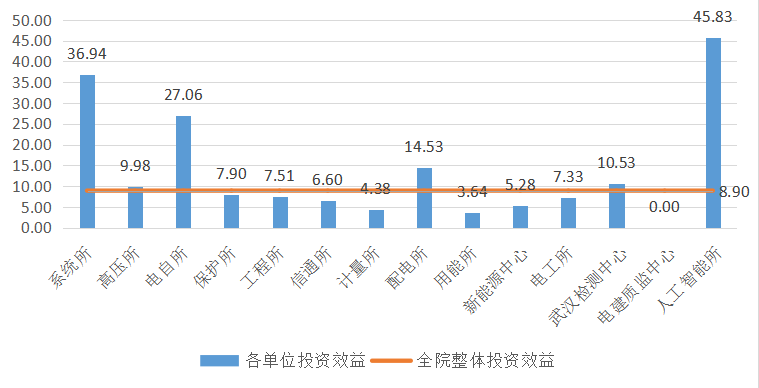 50.00
45.00
40.00
35.00
30.00
25.00
20.00
15.00
10.00
5.00
0.00
36.94
9.98
27.06
7.90
7.51
6.60
4.38
14.53
3.64
5.28
7.33
10.53
0.00
45.83
8.90
系统所
高压所
电自所
保护所
工程所
信通所
计量所
配电所
用能所
新能源中心
电工所
武汉检测中心
电建质监中心
人工智能所
各单位投资效益
全院整体投资效益